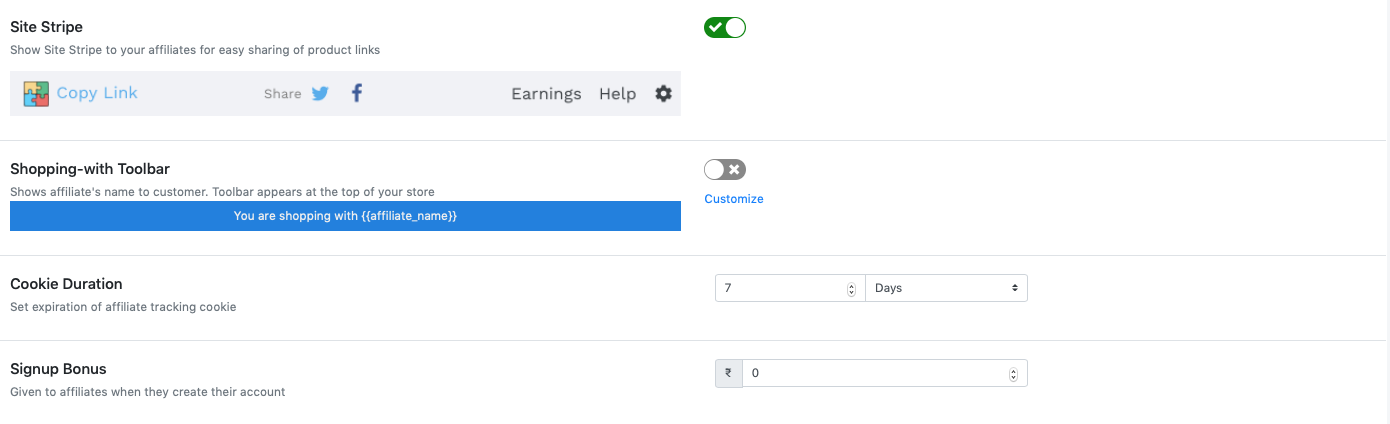 Site Stripe
Show Site Stripe to your affiliates for easy sharing of product links
Copy Link Share Earnings Help
Shopping-with Toolbar
Shows affiliate's name to customer. Toolbar appears at the top of your store
Customize
You are shopping with {{affiliate_name}}
Cookie Duration
7 Days
Set expiration of affiliate tracking cookie
Signup Bonus
₹ 0
Given to affiliates when they create their account